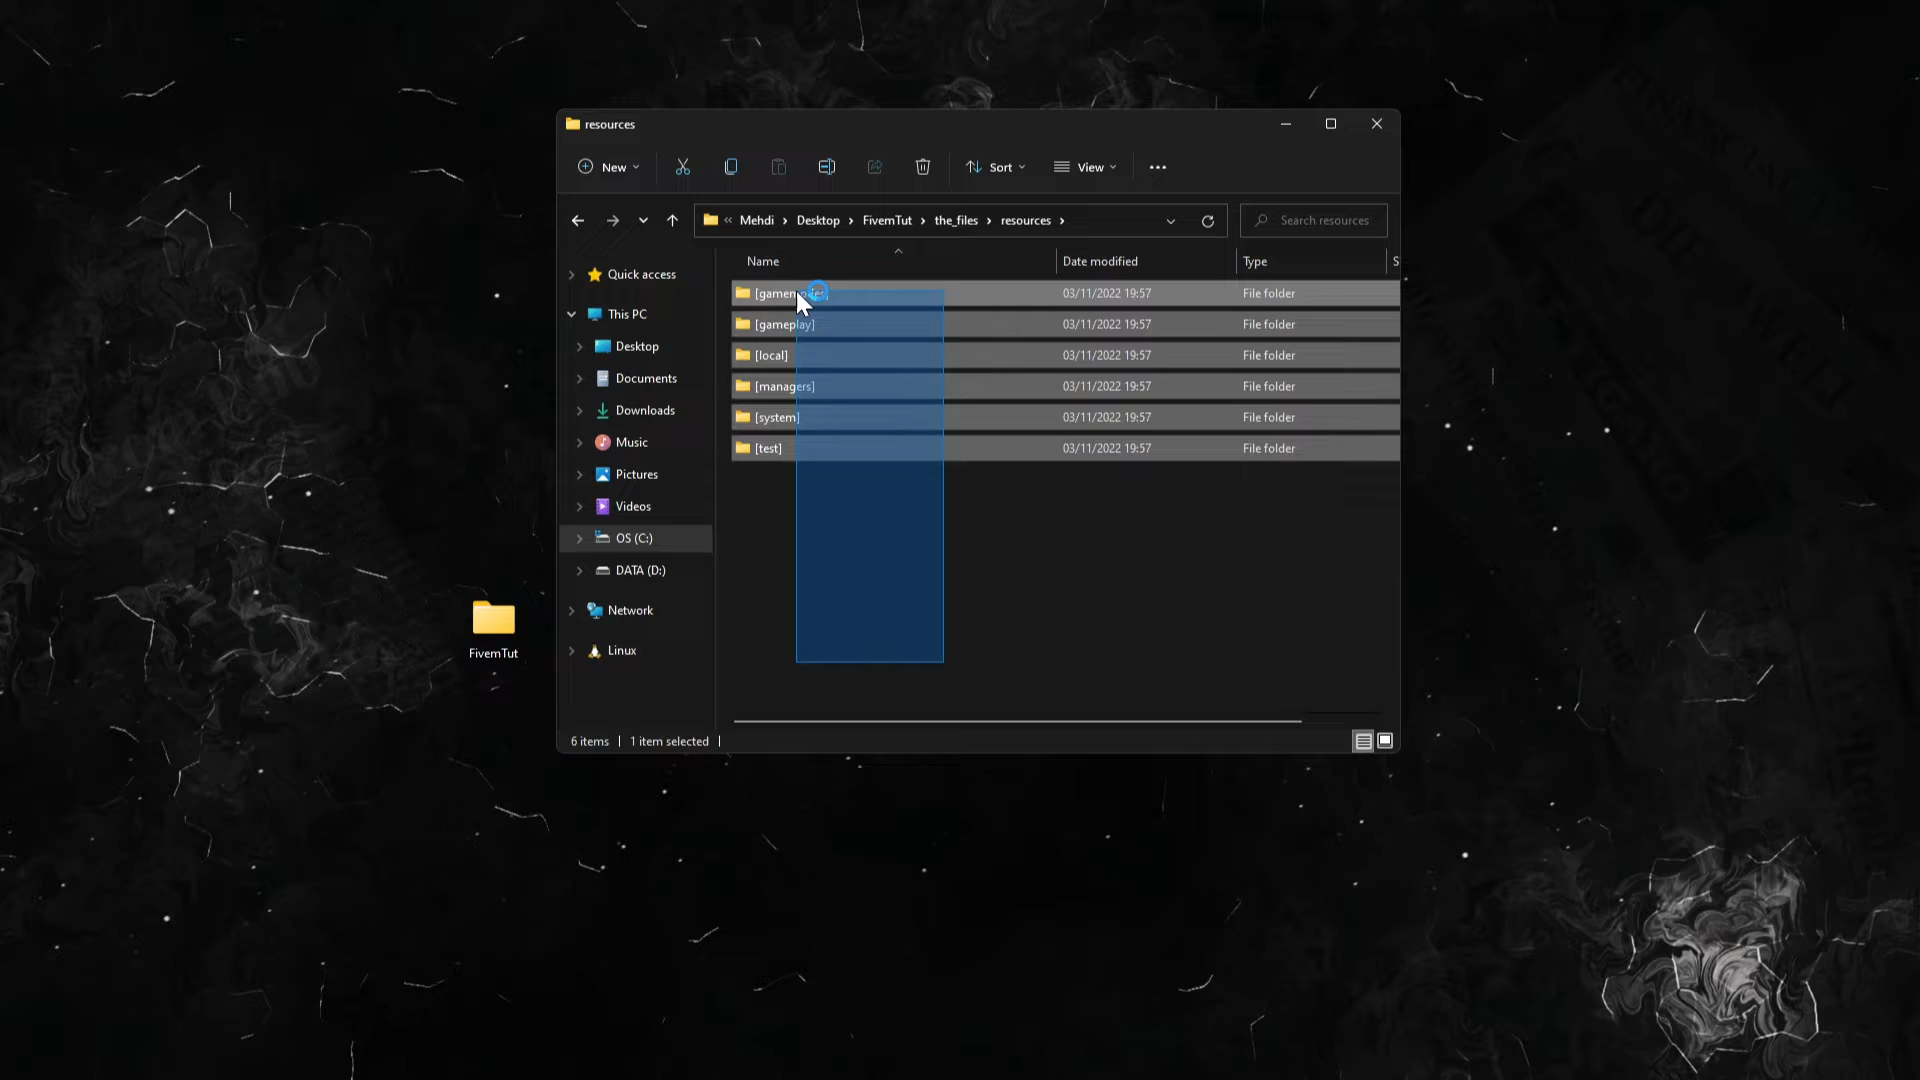 resources
New
Sort
View
« Mehdi › Desktop › FivemTut › the_files › resources ›
Search resources
Name
Date modified
Type
S
03/11/2022 19:57
File folder
[gameplay]
03/11/2022 19:57
File folder
[local]
03/11/2022 19:57
File folder
[managers]
03/11/2022 19:57
File folder
[system]
03/11/2022 19:57
File folder
[test]
03/11/2022 19:57
File folder
Quick access
This PC
Desktop
Documents
Downloads
Music
Pictures
Videos
OS (C:)
DATA (D:)
Network
Linux
6 items
1 item selected
FivemTut